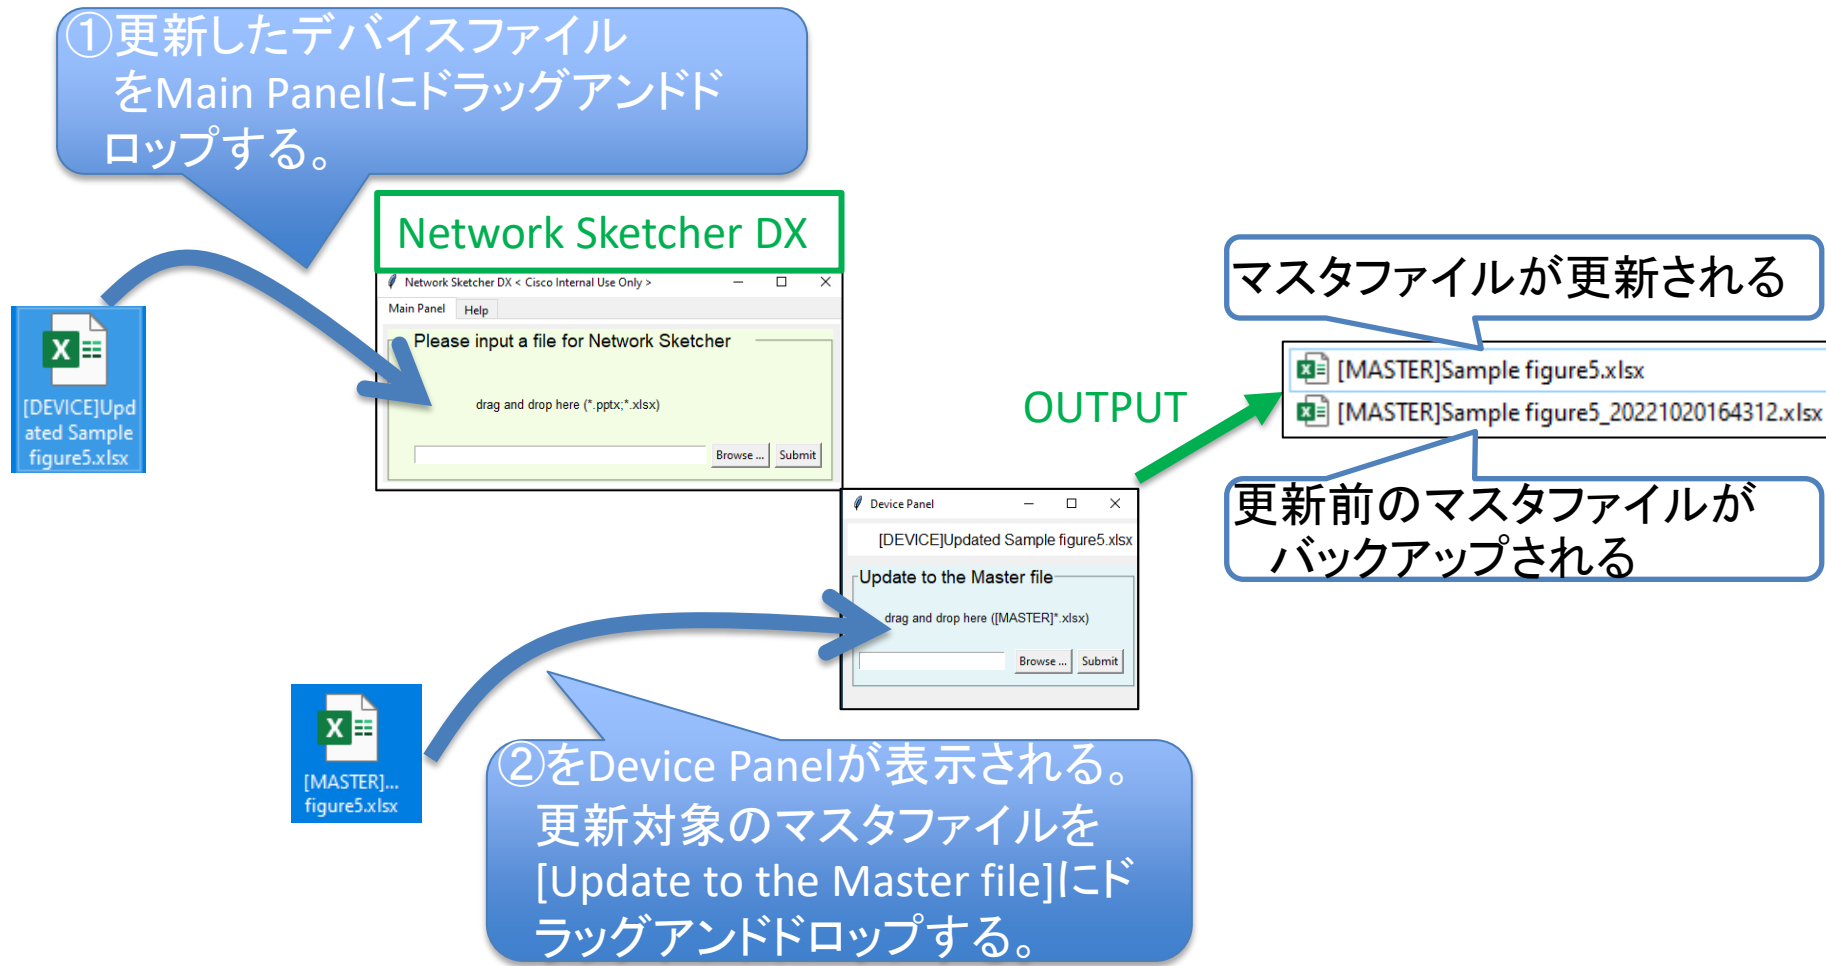 ①更新したデバイスファイル
をMain Panelにドラッグアンドド
ロップする。
Network Sketcher DX
Network Sketcher DX < Cisco Internal Use Only >
Main Panel Help
Please input a file for Network Sketcher
drag and drop here (*.pptx;*.xlsx)
Browse ... Submit
[DEVICE]Upd
ated Sample
figure5.xlsx
マスタファイルが更新される
[MASTER]Sample figure5.xlsx
[MASTER]Sample figure5_20221020164312.xlsx
OUTPUT
更新前のマスタファイルが
バックアップされる
Device Panel
[DEVICE]Updated Sample figure5.xlsx
Update to the Master file
drag and drop here ([MASTER]*.xlsx)
Browse ... Submit
[MASTER]...
figure5.xlsx
②をDevice Panelが表示される。
更新対象のマスタファイルを
[Update to the Master file]にド
ラッグアンドドロップする。